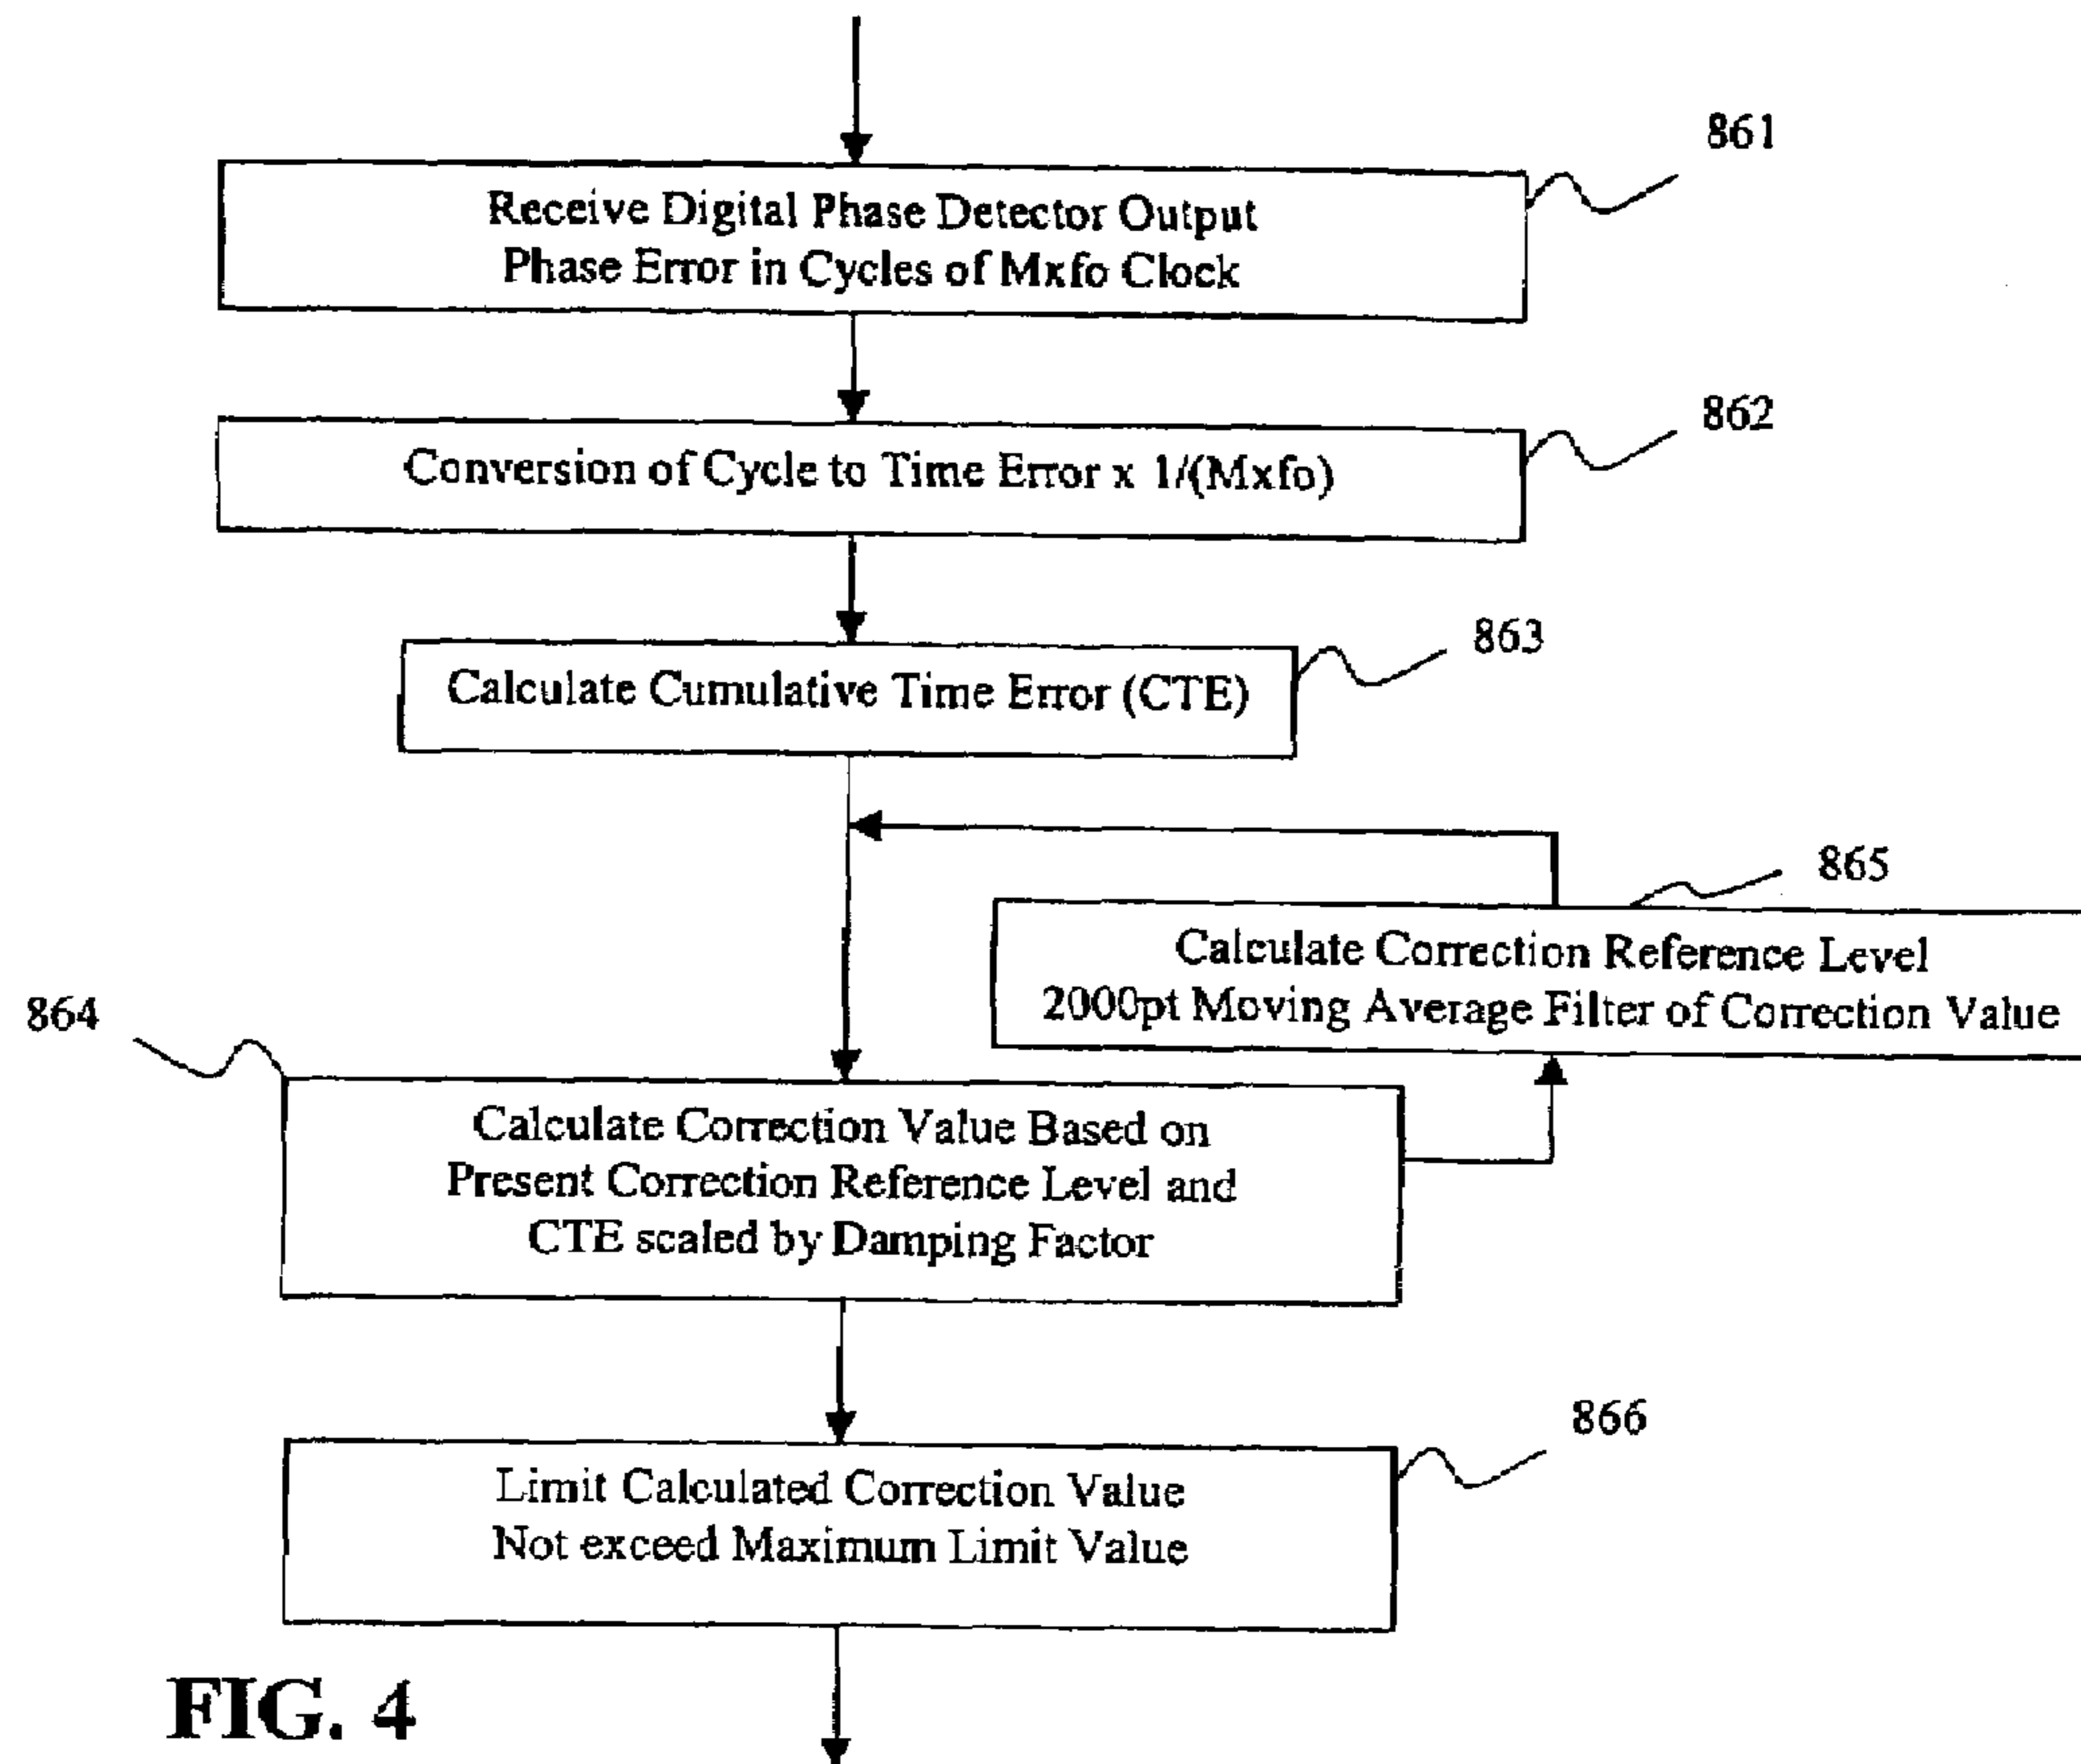 861
Receive Digital Phase Detector Output
Phase Error in Cycles of Mxfo Clock
862
Conversion of Cycle to Time Error x 1/(Mxfo)
863
Calculate Cumulative Time Error (CTE)
865
Calculate Correction Reference Level
2000pt Moving Average Filter of Correction Value
864
Calculate Correction Value Based on
Present Correction Reference Level and
CTE scaled by Damping Factor
866
Limit Calculated Correction Value
Not exceed Maximum Limit Value
FIG. 4